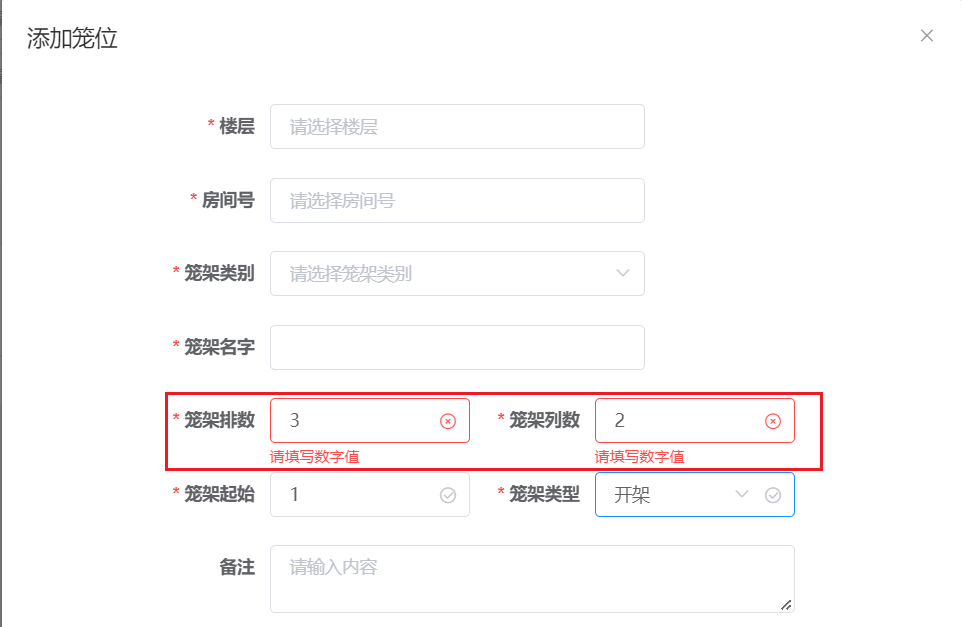 添加笼位
* 楼层 请选择楼层
* 房间号 请选择房间号
* 笼架类别 请选择笼架类别
* 笼架名字
* 笼架排数 3 * 笼架列数 2
请填写数字值 请填写数字值
* 笼架起始 1 * 笼架类型 开架
备注 请输入内容